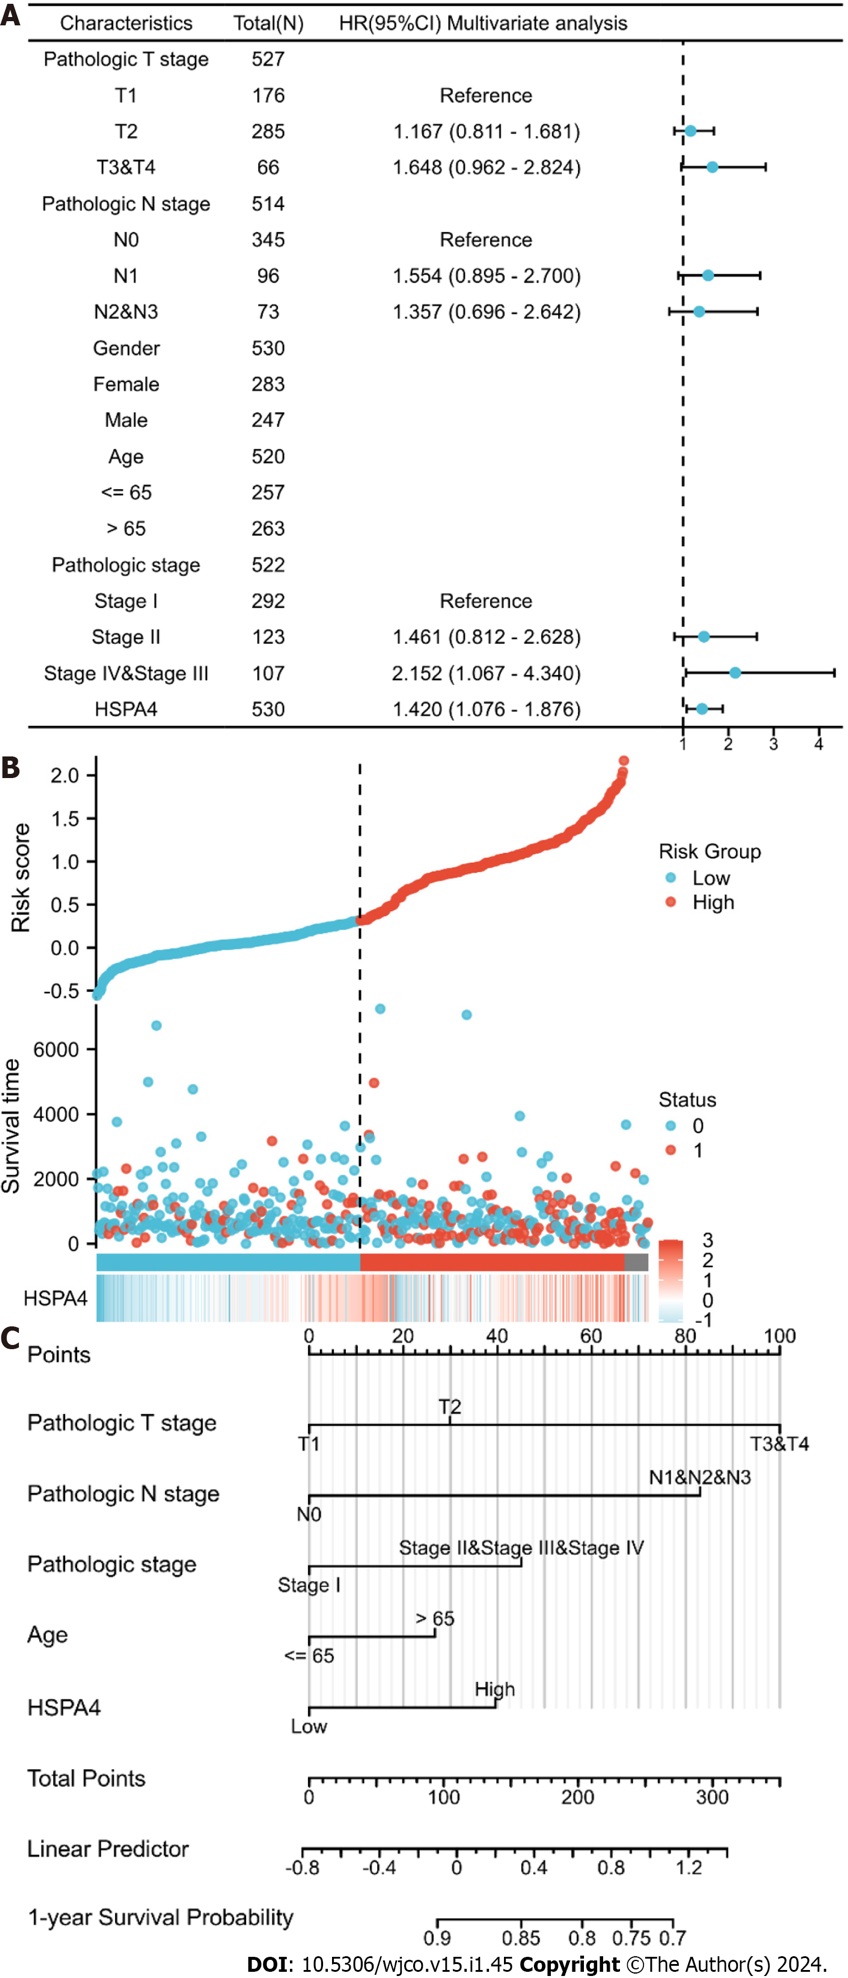 A
Characteristics Total(N) HR(95%CI) Multivariate analysis
Pathologic T stage 527
T1 176 Reference
T2 285 1.167 (0.811 - 1.681)
T3&T4 66 1.648 (0.962 - 2.824)
Pathologic N stage 514
N0 345 Reference
N1 96 1.554 (0.895 - 2.700)
N2&N3 73 1.357 (0.696 - 2.642)
Gender 530
Female 283
Male 247
Age 520
<= 65 257
> 65 263
Pathologic stage 522
Stage I 292 Reference
Stage II 123 1.461 (0.812 - 2.628)
Stage IV&Stage III 107 2.152 (1.067 - 4.340)
HSPA4 530 1.420 (1.076 - 1.876)
1 2 3 4
B
Risk score
2.0
1.5
1.0
0.5
0.0
-0.5
Risk Group
Low
High
Survival time
6000
4000
2000
0
Status
0
1
HSPA4
3
2
1
0
-1
C
Points
0 20 40 60 80 100
Pathologic T stage
T2
T1 T3&T4
Pathologic N stage
N1&N2&N3
N0
Pathologic stage
Stage II&Stage III&Stage IV
Stage I
Age
> 65
<= 65
HSPA4
High
Low
Total Points
0 100 200 300
Linear Predictor
-0.8 -0.4 0 0.4 0.8 1.2
1-year Survival Probability
0.9 0.85 0.8 0.75 0.7
DOI: 10.5306/wjco.v15.i1.45 Copyright ©The Author(s) 2024.